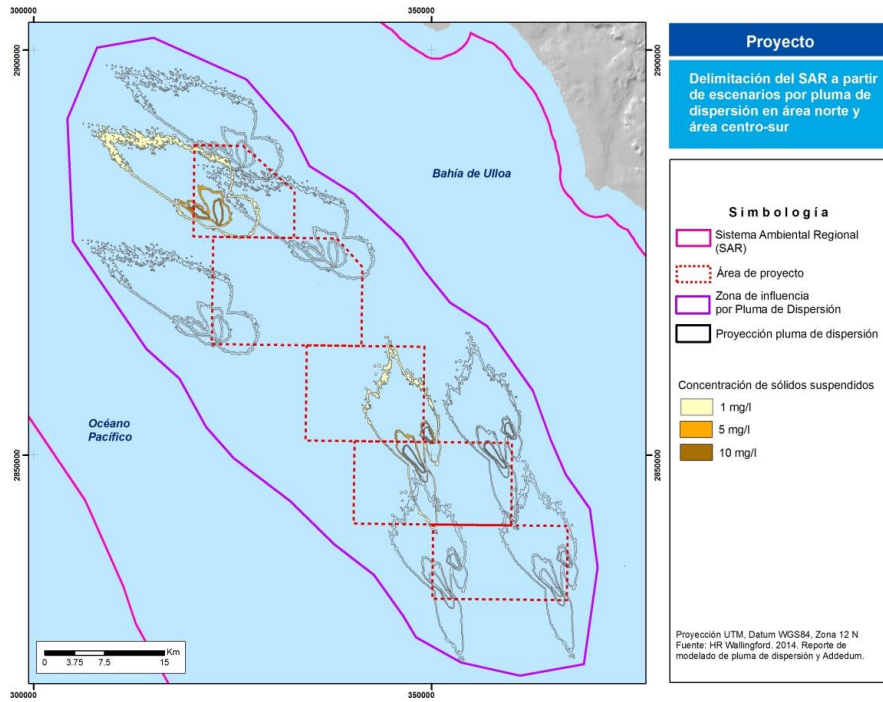 300000
350000
2900000
2900000
Bahía de Ulloa
Océano
Pacífico
2850000
2850000
Km
0
3.75
7.5
15
300000
350000
Proyecto
Delimitación del SAR a partir
de escenarios por pluma de
dispersión en área norte y
área centro-sur
Simbología
Sistema Ambiental Regional
(SAR)
Área de proyecto
Zona de influencia
por Pluma de Dispersión
Proyección pluma de dispersión
Concentración de sólidos suspendidos
1 mg/l
5 mg/l
10 mg/l
Proyección UTM, Datum WGS84, Zona 12 N
Fuente: HR Wallingford. 2014. Reporte de
modelado de pluma de dispersión y Addedum.